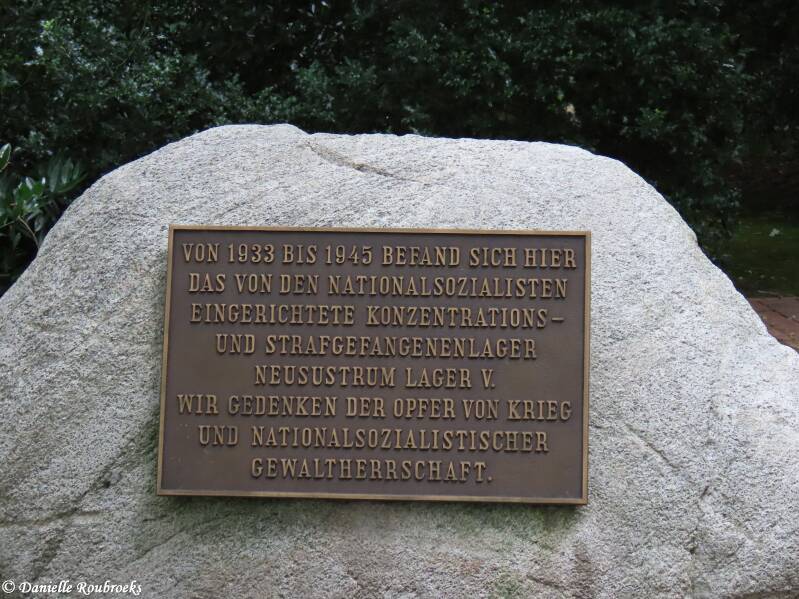 VON 1933 BIS 1945 BEFAND SICH HIER
DAS VON DEN NATIONALSOZIALISTEN
EINGERICHTETE KONZENTRATIONS-
UND STRAFGEFANGENENLAGER
NEUSUSTRUM LAGER V.
WIR GEDENKEN DER OPFER VON KRIEG
UND NATIONALSOZIALISTISCHER
GEWALTHERRSCHAFT.
© Danielle Roubroeks